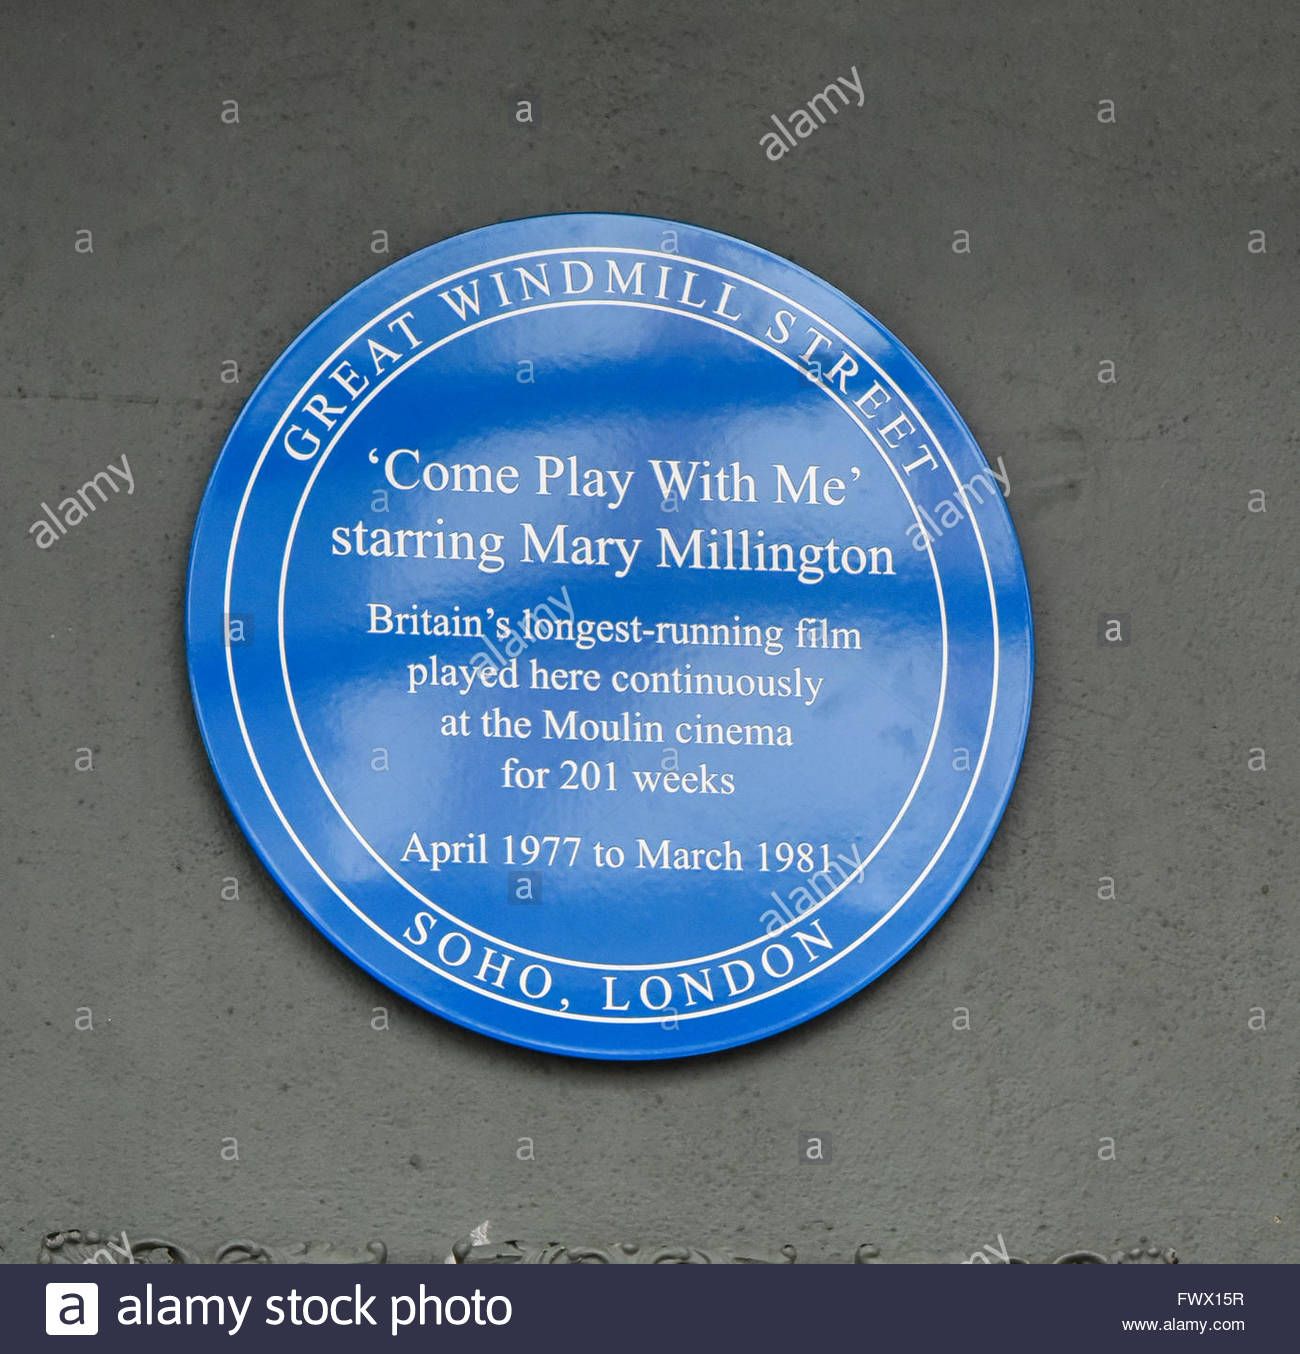 GREAT WINDMILL STREET
‘Come Play With Me’
starring Mary Millington
Britain’s longest-running film
played here continuously
at the Moulin cinema
for 201 weeks
April 1977 to March 1981
SOHO, LONDON
a alamy stock photo
FWX15R
www.alamy.com